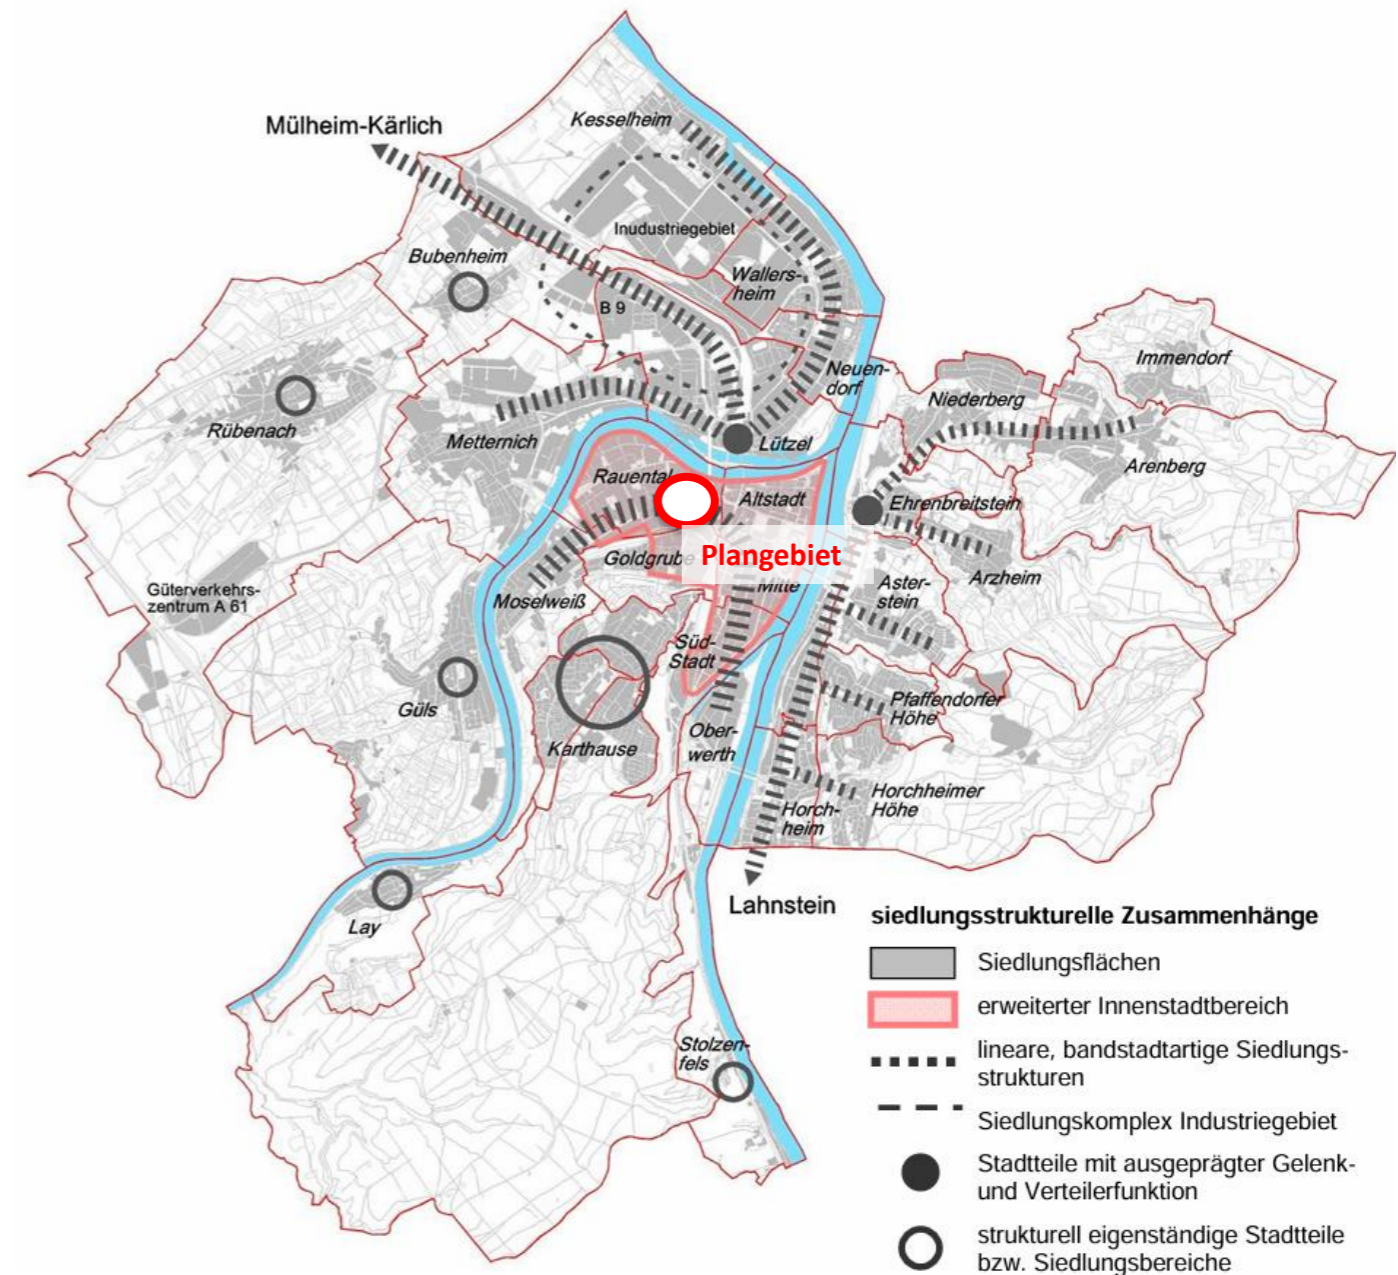 Kesselheim
Mülheim-Kärlich
Inudustriegebiet
Bubenheim
Wallers-
heim
B 9
Immendorf
Neuen-
dorf
Niederberg
Rübenach
Metternich
Lützel
Arenberg
Rauental
Altstadt
Ehrenbreitstein
Plangebiet
Goldgrube
Arzheim
Güterverkehrs-
zentrum A 61
Moselweiß
Mitte
Aster-
stein
Süd-
Stadt
Güls
Pfaffendorfer
Höhe
Karthause
Ober-
werth
Horchheimer
Höhe
Horch-
heim
Lahnstein
Lay
Stolzen-
fels
siedlungsstrukturelle Zusammenhänge
Siedlungsflächen
erweiterter Innenstadtbereich
lineare, bandstadtartige Siedlungs-
strukturen
Siedlungskomplex Industriegebiet
Stadtteile mit ausgeprägter Gelenk-
und Verteilerfunktion
strukturell eigenständige Stadtteile
bzw. Siedlungsbereiche